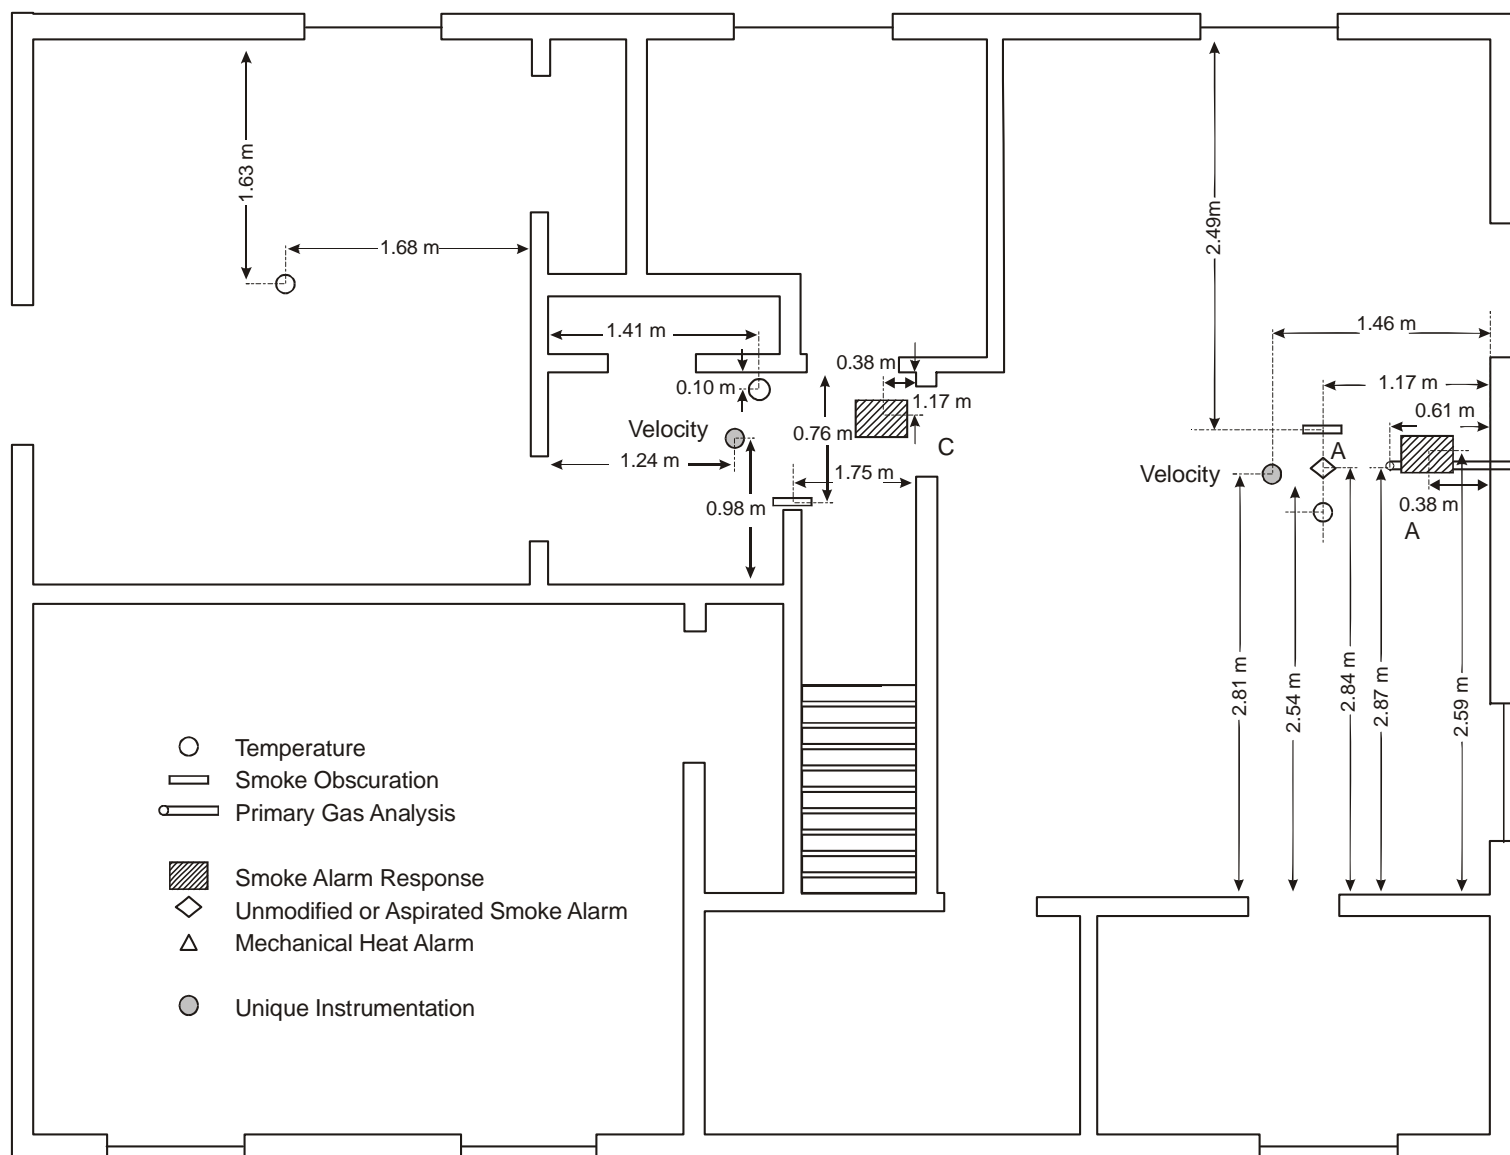 1.63 m
1.68 m
2.49m
1.46 m
1.41 m
0.38 m
1.17 m
0.10 m
1.17 m
0.61 m
Velocity
0.76 m
C
A
1.24 m
1.75 m
Velocity
0.98 m
0.38 m
A
2.81 m
2.54 m
2.84 m
2.87 m
2.59 m
Temperature
Smoke Obscuration
Primary Gas Analysis
Smoke Alarm Response
Unmodified or Aspirated Smoke Alarm
Mechanical Heat Alarm
Unique Instrumentation